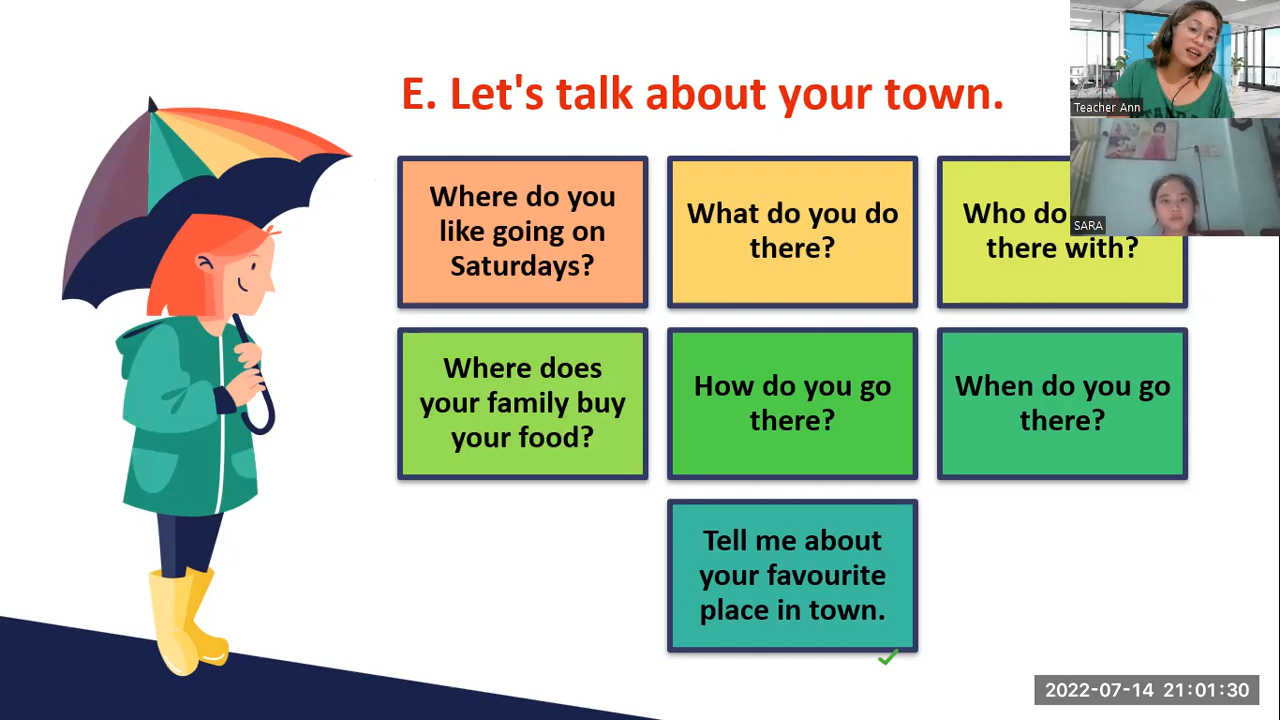 E. Let's talk about your town.
Teacher Ann
SARA
Where do you
like going on
Saturdays?
What do you do
there?
Who do
there with?
Where does
your family buy
your food?
How do you go
there?
When do you go
there?
Tell me about
your favourite
place in town.
2022-07-14 21:01:30